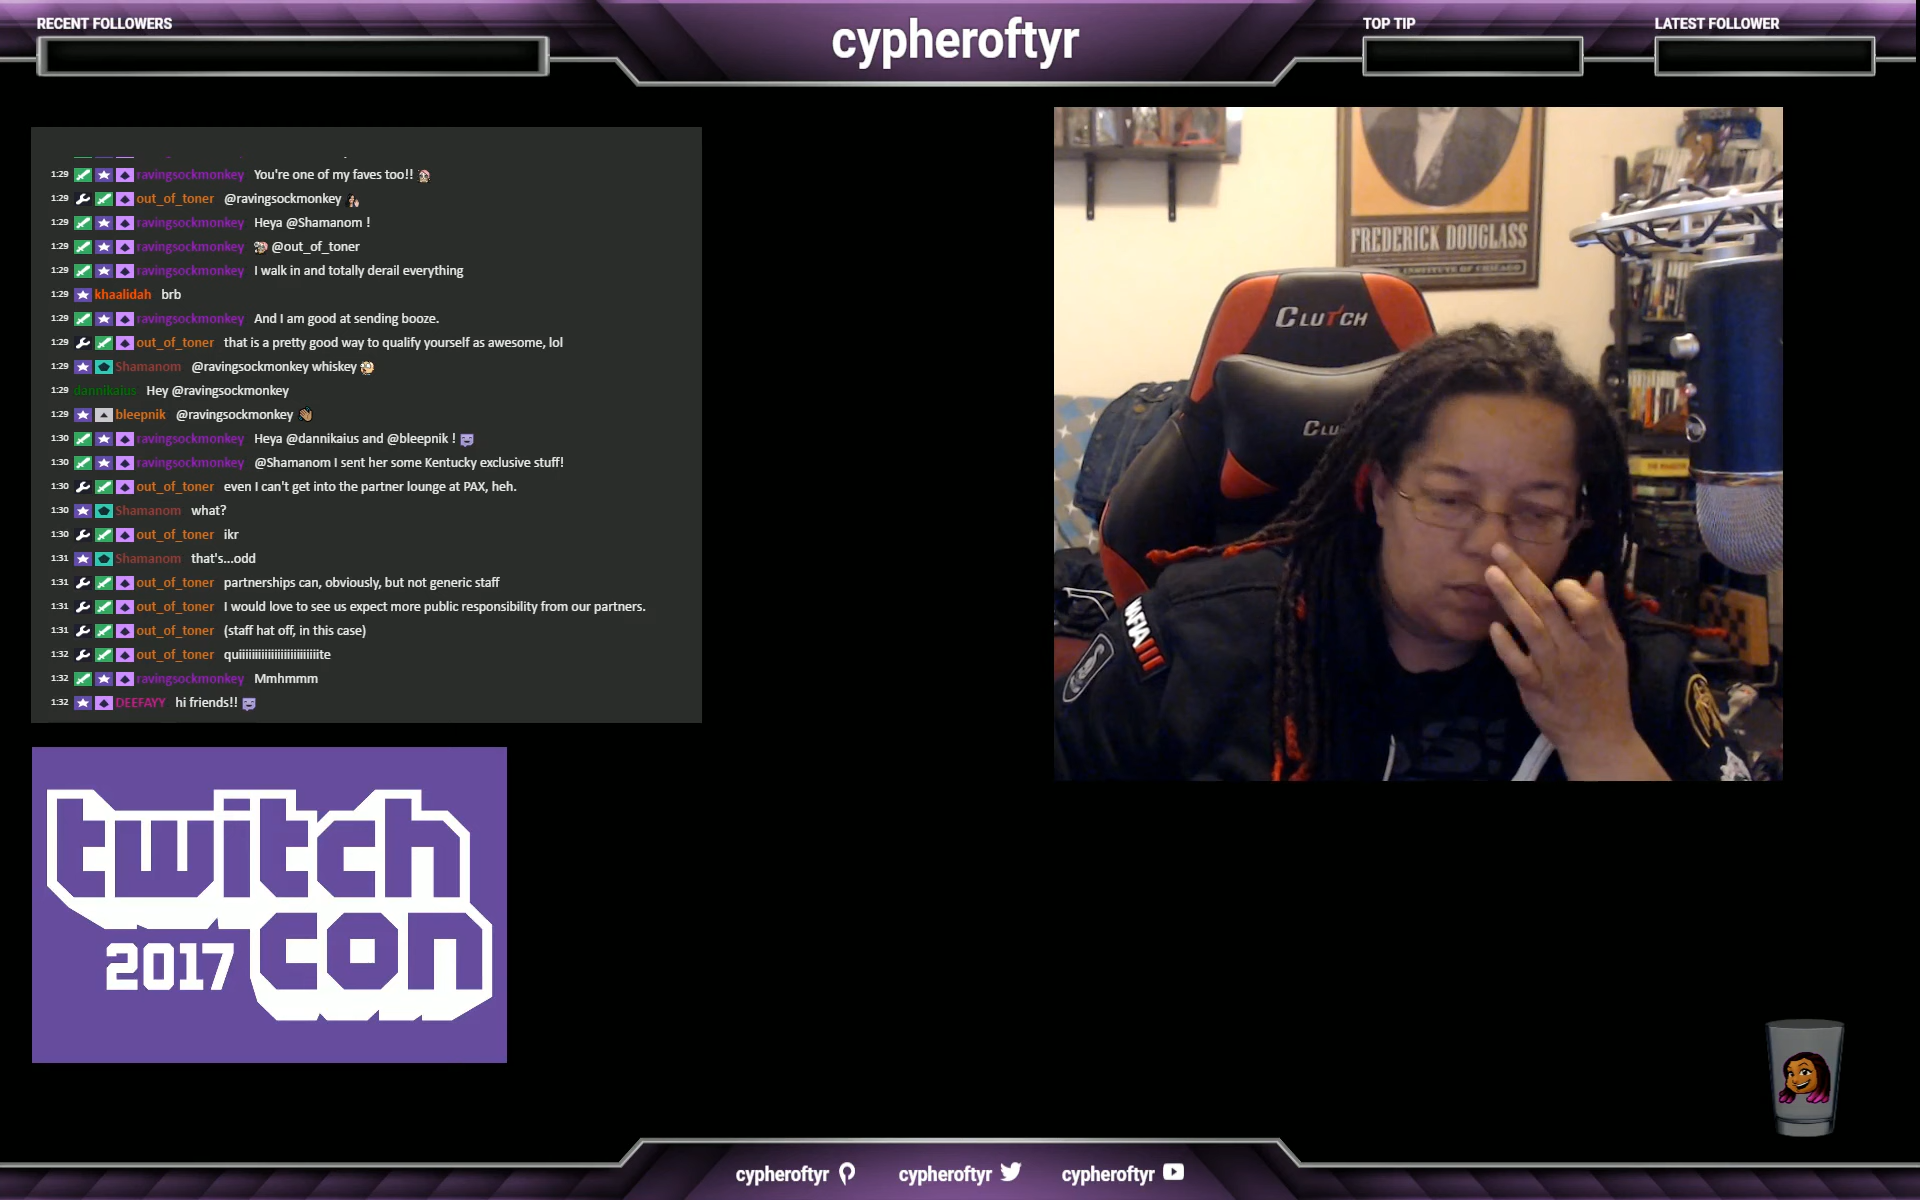 RECENT FOLLOWERS
cypheroftyr
TOP TIP
LATEST FOLLOWER
1:29 ravingsockmonkey You're one of my faves too!!
1:29 out_of_toner @ravingsockmonkey
1:29 ravingsockmonkey Heya @Shamanom !
1:29 ravingsockmonkey @out_of_toner
1:29 ravingsockmonkey I walk in and totally derail everything
1:29 khaalidah brb
1:29 ravingsockmonkey And I am good at sending booze.
1:29 out_of_toner that is a pretty good way to qualify yourself as awesome, lol
1:29 Shamanom @ravingsockmonkey whiskey
1:29 dannikaius Hey @ravingsockmonkey
1:29 bleepnik @ravingsockmonkey
1:30 ravingsockmonkey Heya @dannikaius and @bleepnik !
1:30 ravingsockmonkey @Shamanom I sent her some Kentucky exclusive stuff!
1:30 out_of_toner even I can't get into the partner lounge at PAX, heh.
1:30 Shamanom what?
1:30 out_of_toner ikr
1:31 Shamanom that's...odd
1:31 out_of_toner partnerships can, obviously, but not generic staff
1:31 out_of_toner I would love to see us expect more public responsibility from our partners.
1:31 out_of_toner (staff hat off, in this case)
1:32 out_of_toner quiiiiiiiiiiiiiiiiiiiiiiiiiite
1:32 ravingsockmonkey Mmhmmm
1:32 DEEFAYY hi friends!!
FREDERICK DOUGLASS
INSTITUTE OF CHICAGO
CLUTCH
CLU
MAFIA III
twitch
con
2017
cypheroftyr
cypheroftyr
cypheroftyr